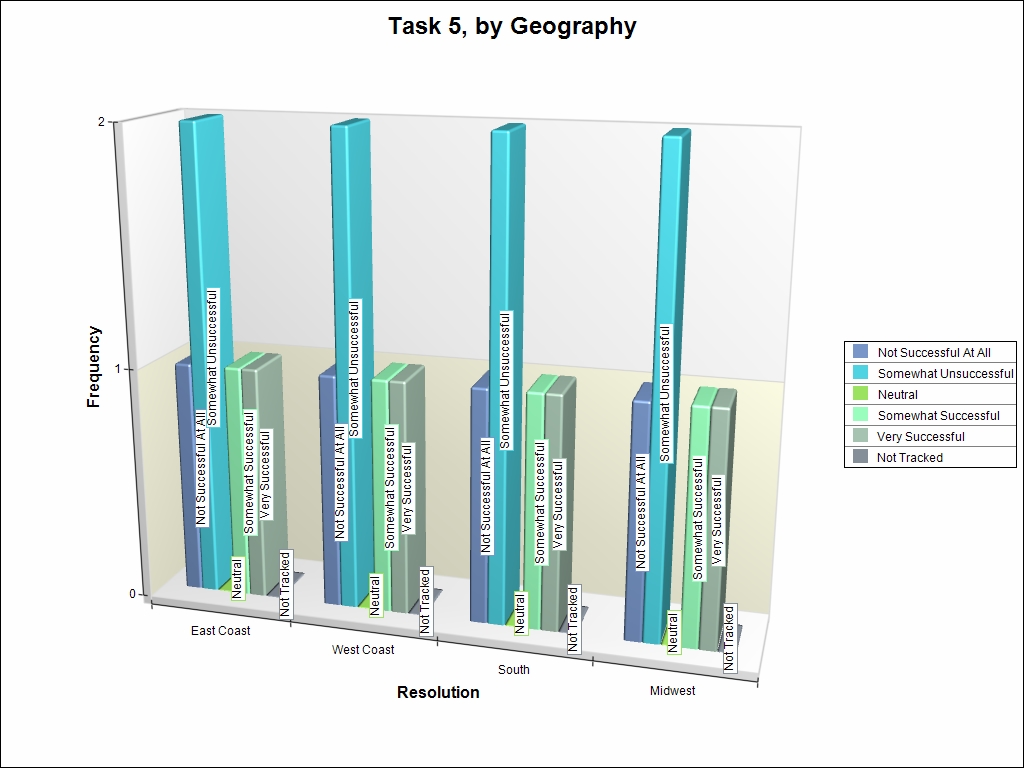 Task 5, by Geography
2
1
0
Frequency
Not Successful At All
Somewhat Unsuccessful
Neutral
Somewhat Successful
Very Successful
Not Tracked
Not Successful At All
Somewhat Unsuccessful
Neutral
Somewhat Successful
Very Successful
Not Tracked
Not Successful At All
Somewhat Unsuccessful
Neutral
Somewhat Successful
Very Successful
Not Tracked
Not Successful At All
Somewhat Unsuccessful
Neutral
Somewhat Successful
Very Successful
Not Tracked
East Coast
West Coast
South
Midwest
Resolution
Not Successful At All
Somewhat Unsuccessful
Neutral
Somewhat Successful
Very Successful
Not Tracked